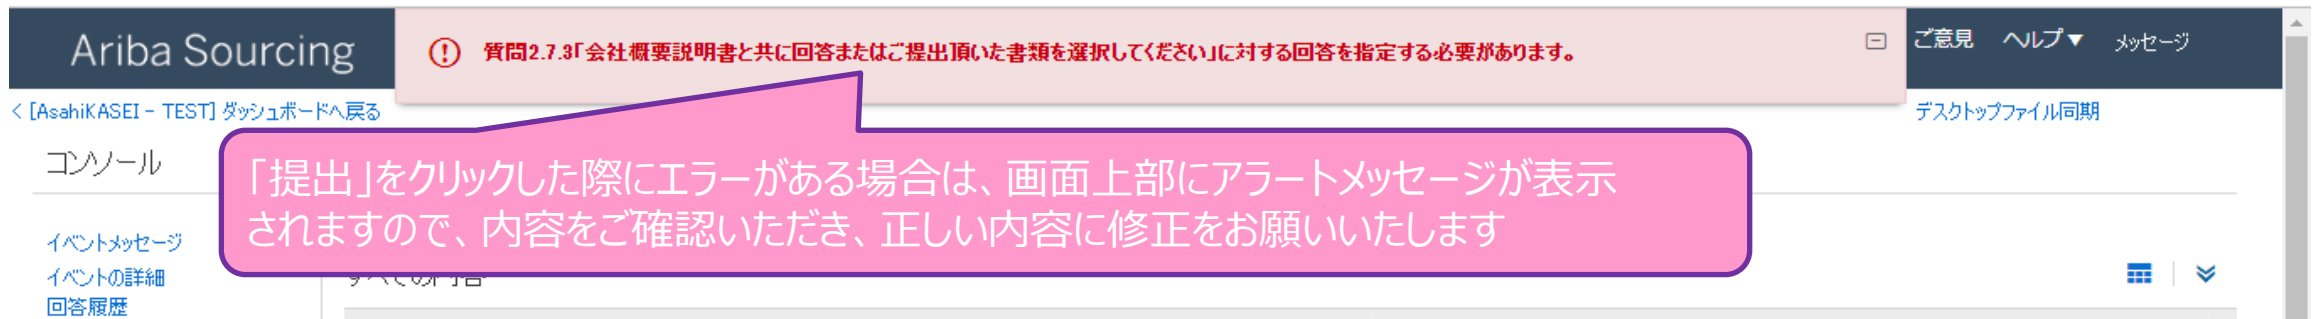 Ariba Sourcing
質問2.7.3「会社概要説明書と共に回答またはご提出頂いた書類を選択してください」に対する回答を指定する必要があります。
ご意見 ヘルプ▼ メッセージ
< [AsahiKASEI - TEST] ダッシュボードへ戻る
デスクトップファイル同期
コンソール
「提出」をクリックした際にエラーがある場合は、画面上部にアラートメッセージが表示
されますので、内容をご確認いただき、正しい内容に修正をお願いいたします
イベントメッセージ
イベントの詳細
すべての内容
回答履歴